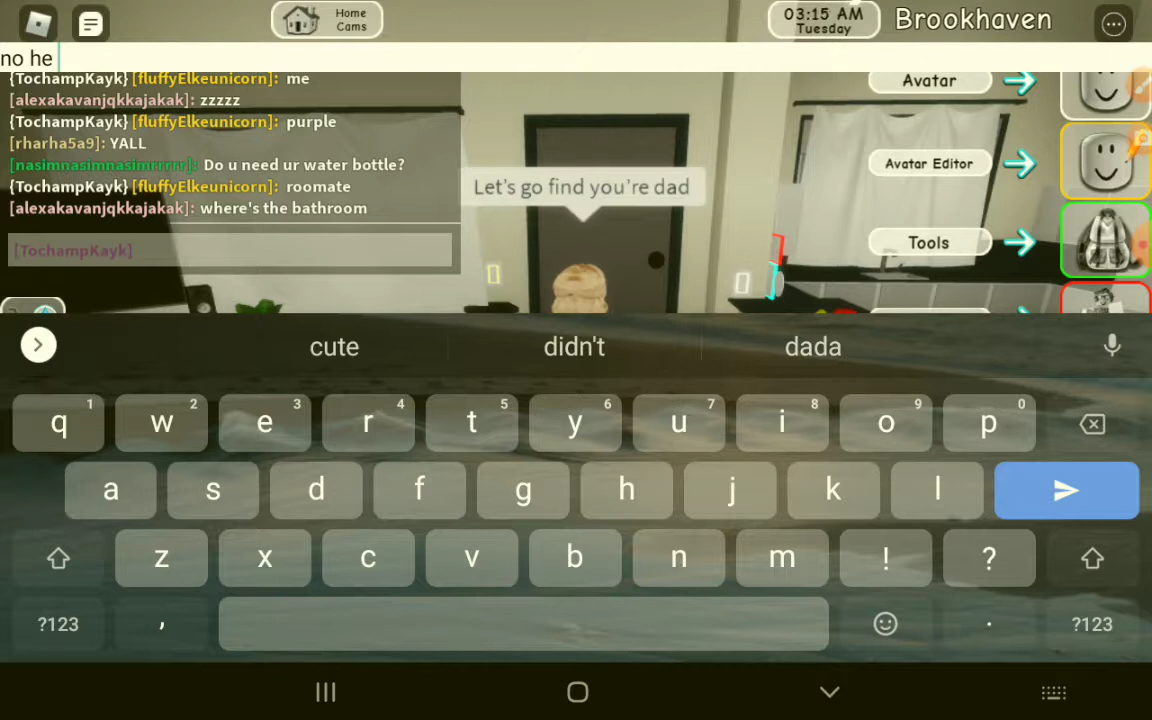 Home
Cams
03:15 AM
Tuesday
Brookhaven
no he
{TochampKayk} [fluffyElkeunicorn]: me
[alexakavanjqkkajakak]: zzzzz
{TochampKayk} [fluffyElkeunicorn]: purple
[rharha5a9]: YALL
[nasimnasimnasimrrrrr]: Do u need ur water bottle?
{TochampKayk} [fluffyElkeunicorn]: roomate
[alexakavanjqkkajakak]: where's the bathroom
[TochampKayk]
Let's go find you're dad
Avatar
Avatar Editor
Tools
cute didn't dada
q 1 w 2 e 3 r 4 t 5 y 6 u 7 i 8 o 9 p 0
a s d f g h j k l
z x c v b n m ! ?
?123 , . ?123